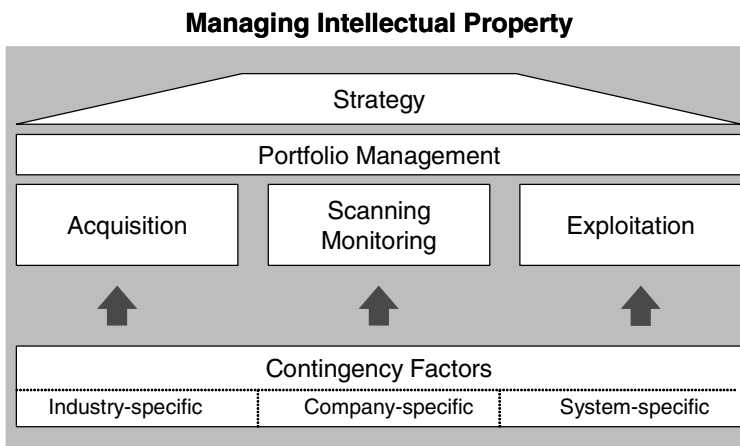 Managing Intellectual Property
Strategy
Portfolio Management
Acquisition
Scanning
Monitoring
Exploitation
Contingency Factors
Industry-specific
Company-specific
System-specific